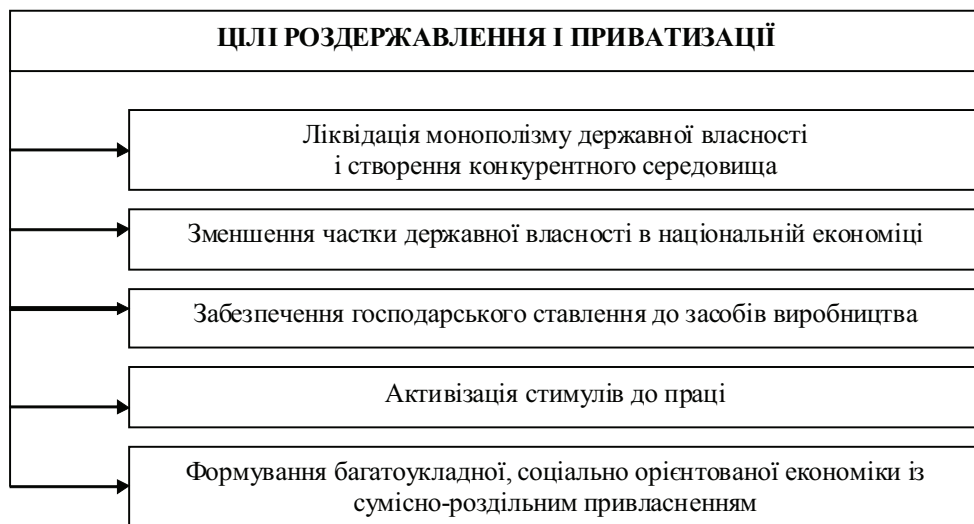 ЦІЛІ РОЗДЕРЖАВЛЕННЯ І ПРИВАТИЗАЦІЇ
Ліквідація монополізму державної власності
і створення конкурентного середовища
Зменшення частки державної власності в національній економіці
Забезпечення господарського ставлення до засобів виробництва
Активізація стимулів до праці
Формування багатоукладної, соціально орієнтованої економіки із
сумісно-роздільним привласненням